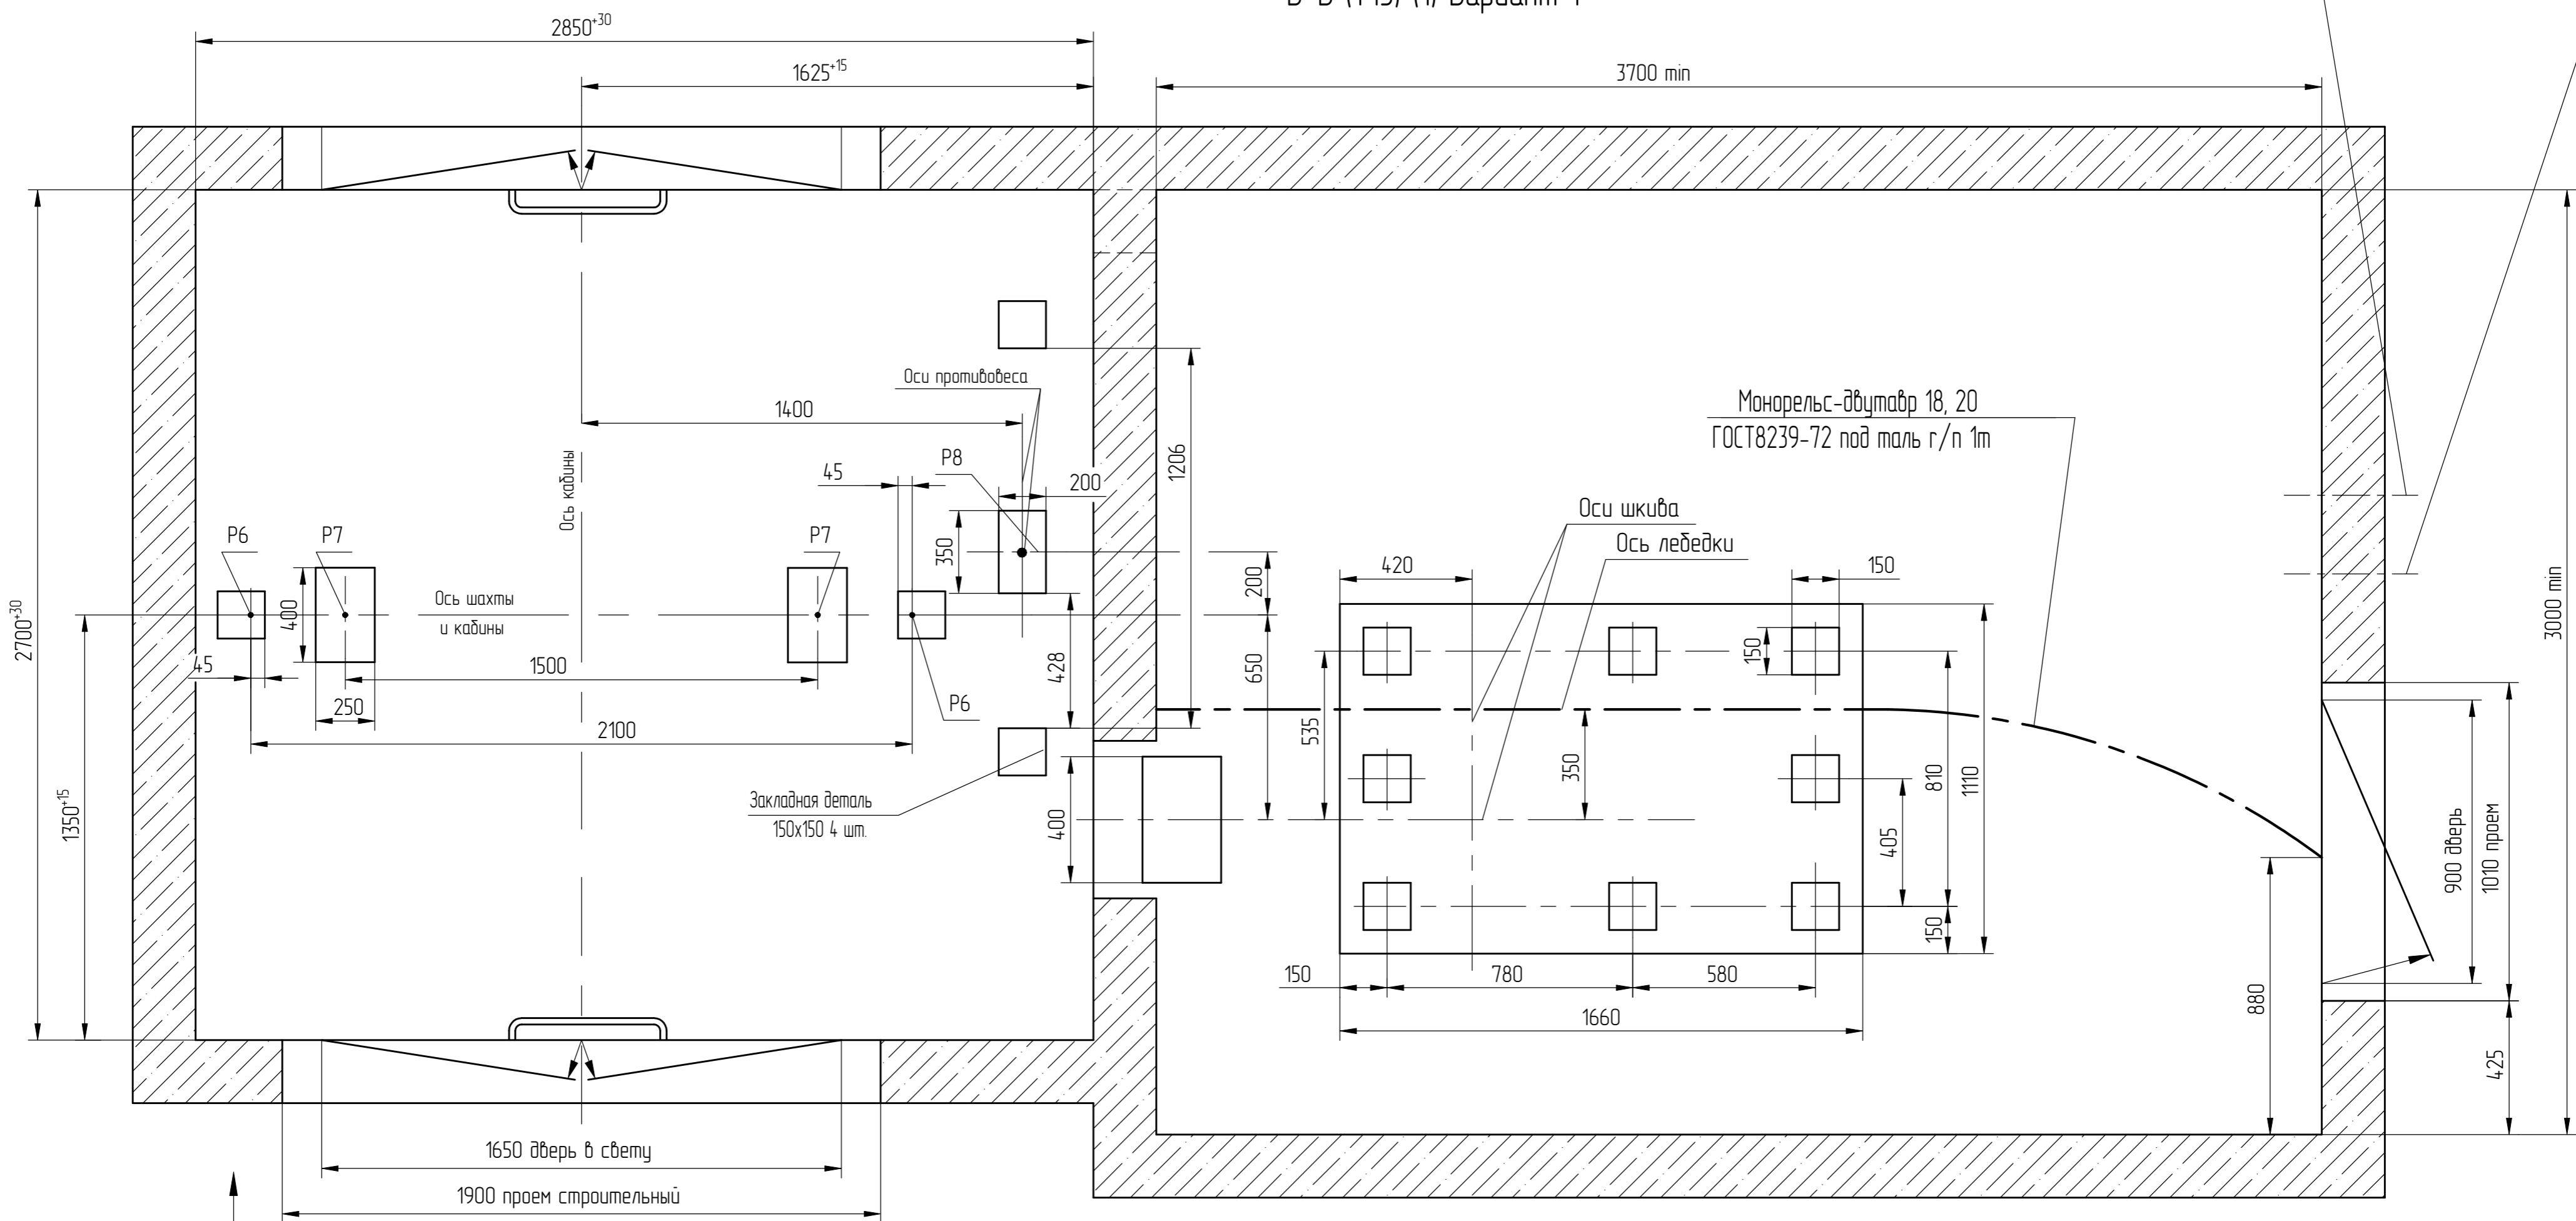 2850+30
1625+15
3700 min
2700+30
1350+15
Оси противовеса
1400
Ось кабины
45
P8
200
350
P6
P7
P7
400
Ось шахты
и кабины
45
1500
250
2100
P6
428
1206
200
650
Закладная деталь
150x150 4 шт.
400
Монорельс-двутавр 18, 20
ГОСТ8239-72 под таль г/п 1т
Оси шкива
Ось лебедки
420
150
150
535
350
810
1110
405
150
150
780
580
1660
3000 min
900 дверь
1010 проем
880
425
1650 дверь в свету
1900 проем строительный